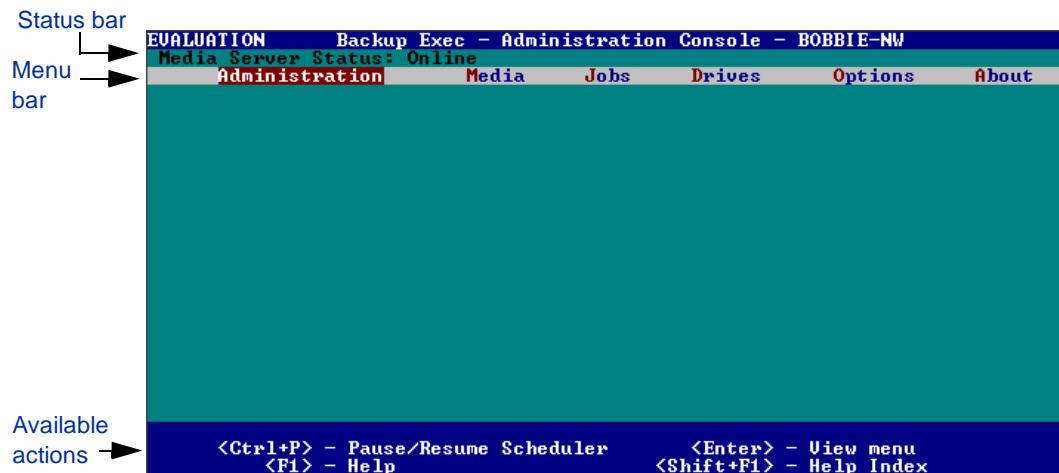 Status bar
EVALUATION Backup Exec - Administration Console - BOBBIE-NW
Media Server Status: Online
Menu
bar
Administration Media Jobs Drives Options About
Available
actions
<Ctrl+P> - Pause/Resume Scheduler <Enter> - View menu
<F1> - Help <Shift+F1> - Help Index